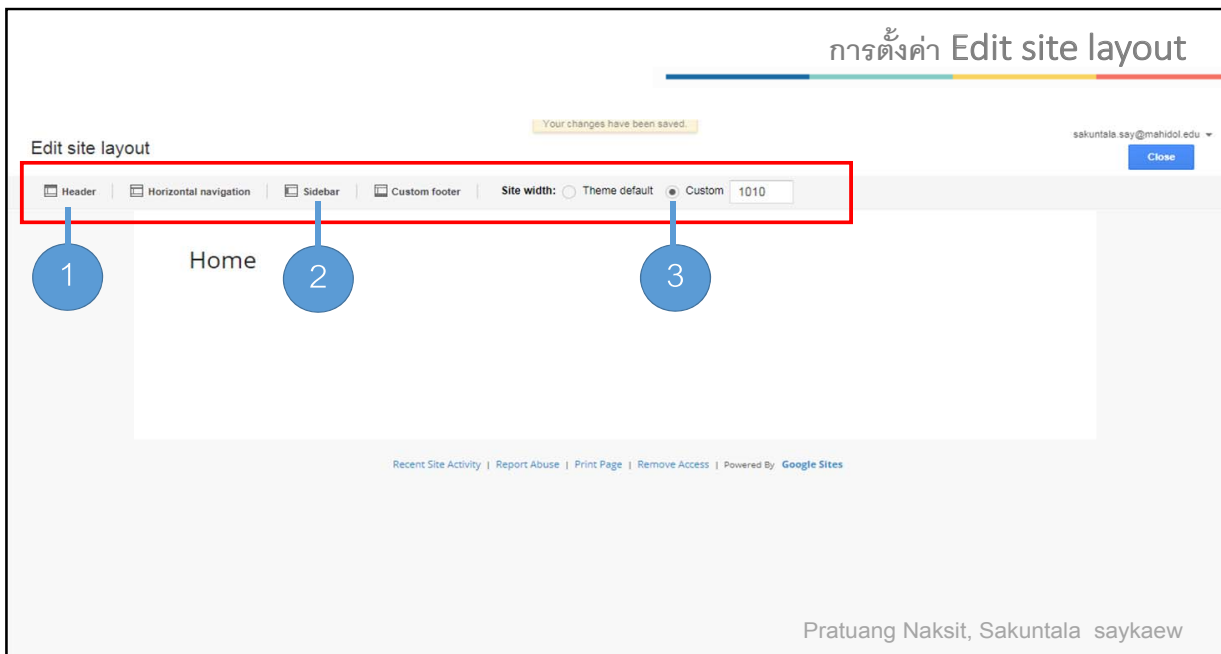 การตั้งค่า Edit site layout
Your changes have been saved.
sakuntala.say@mahidol.edu
Edit site layout
Close
Header Horizontal navigation Sidebar Custom footer Site width: Theme default Custom 1010
Home
1 2 3
Recent Site Activity | Report Abuse | Print Page | Remove Access | Powered By Google Sites
Pratuang Naksit, Sakuntala saykaew